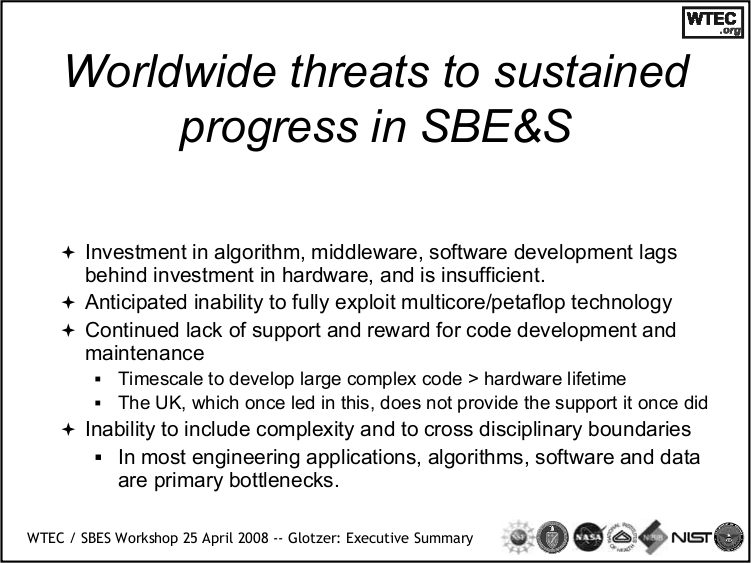 WTEC
.org
Worldwide threats to sustained
progress in SBE&S
✦ Investment in algorithm, middleware, software development lags
behind investment in hardware, and is insufficient.
✦ Anticipated inability to fully exploit multicore/petaflop technology
✦ Continued lack of support and reward for code development and
maintenance
▪ Timescale to develop large complex code > hardware lifetime
▪ The UK, which once led in this, does not provide the support it once did
✦ Inability to include complexity and to cross disciplinary boundaries
▪ In most engineering applications, algorithms, software and data
are primary bottlenecks.
WTEC / SBES Workshop 25 April 2008 -- Glotzer: Executive Summary
NSF NASA NIBIB NIST